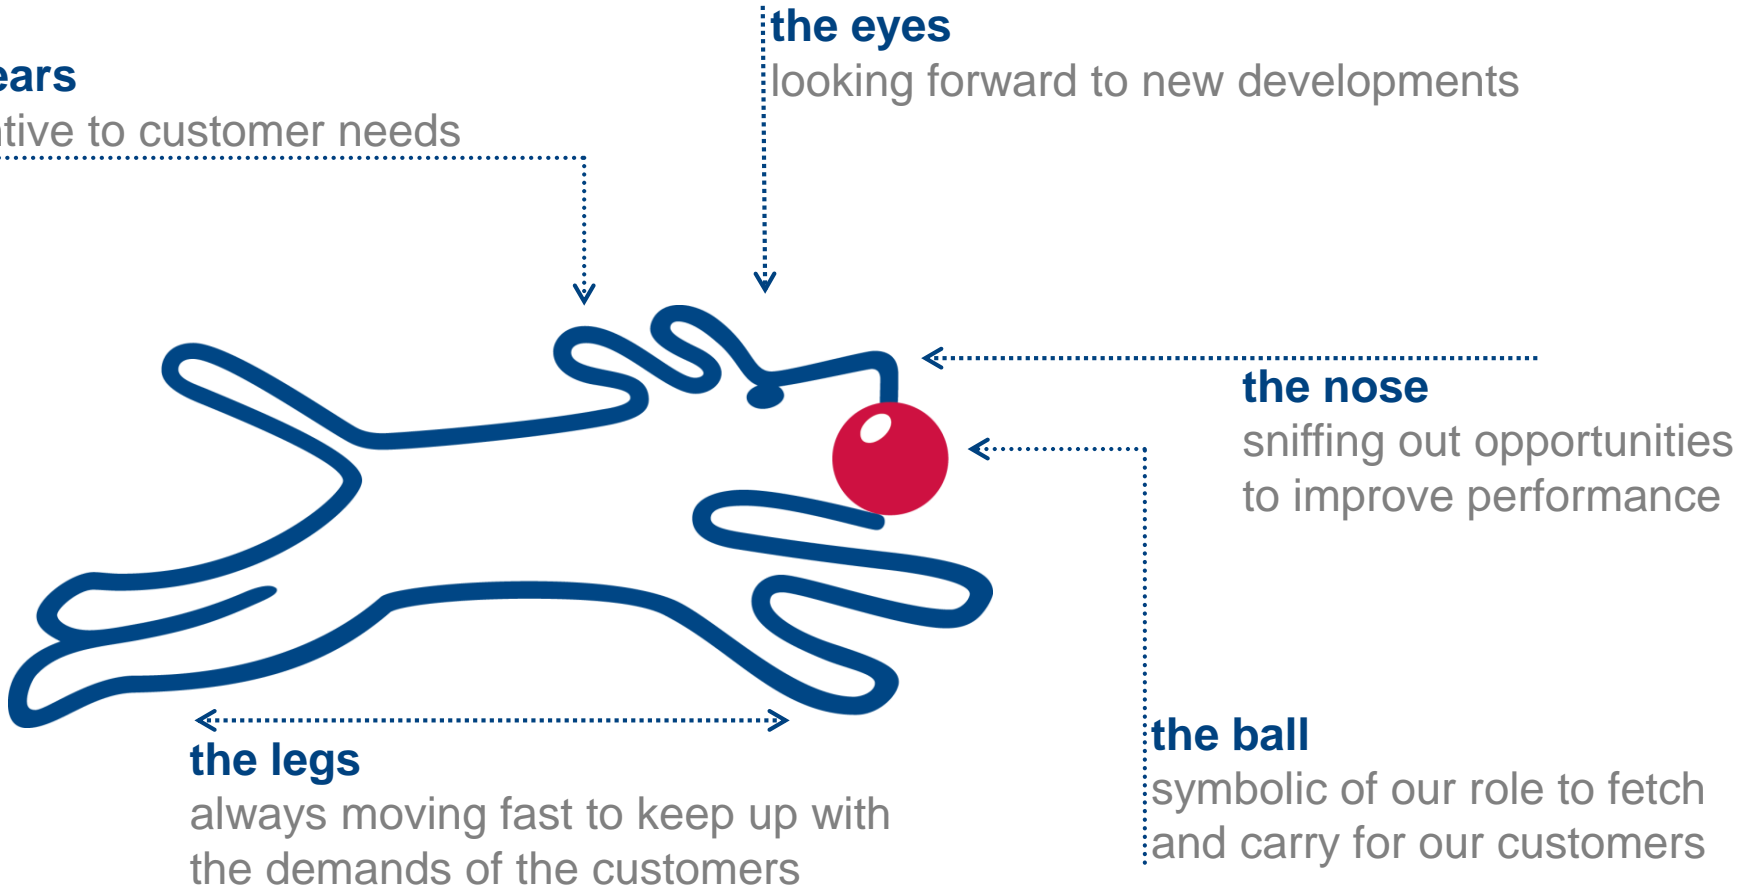 the eyes
looking forward to new developments
ears
tive to customer needs
the nose
sniffing out opportunities
to improve performance
the legs
always moving fast to keep up with
the demands of the customers
the ball
symbolic of our role to fetch
and carry for our customers